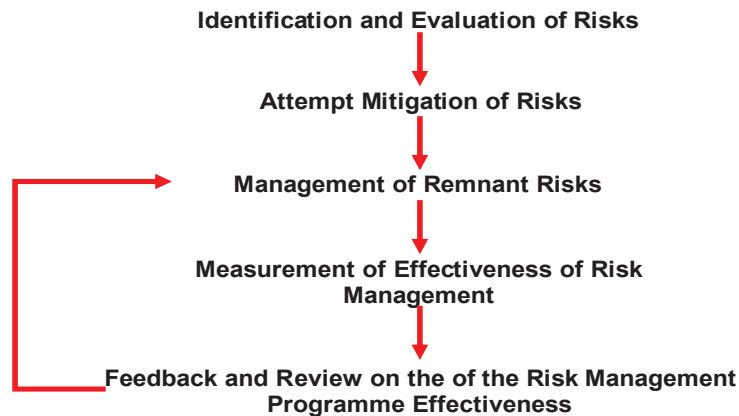 Identification and Evaluation of Risks
Attempt Mitigation of Risks
Management of Remnant Risks
Measurement of Effectiveness of Risk
Management
Feedback and Review on the of the Risk Management
Programme Effectiveness